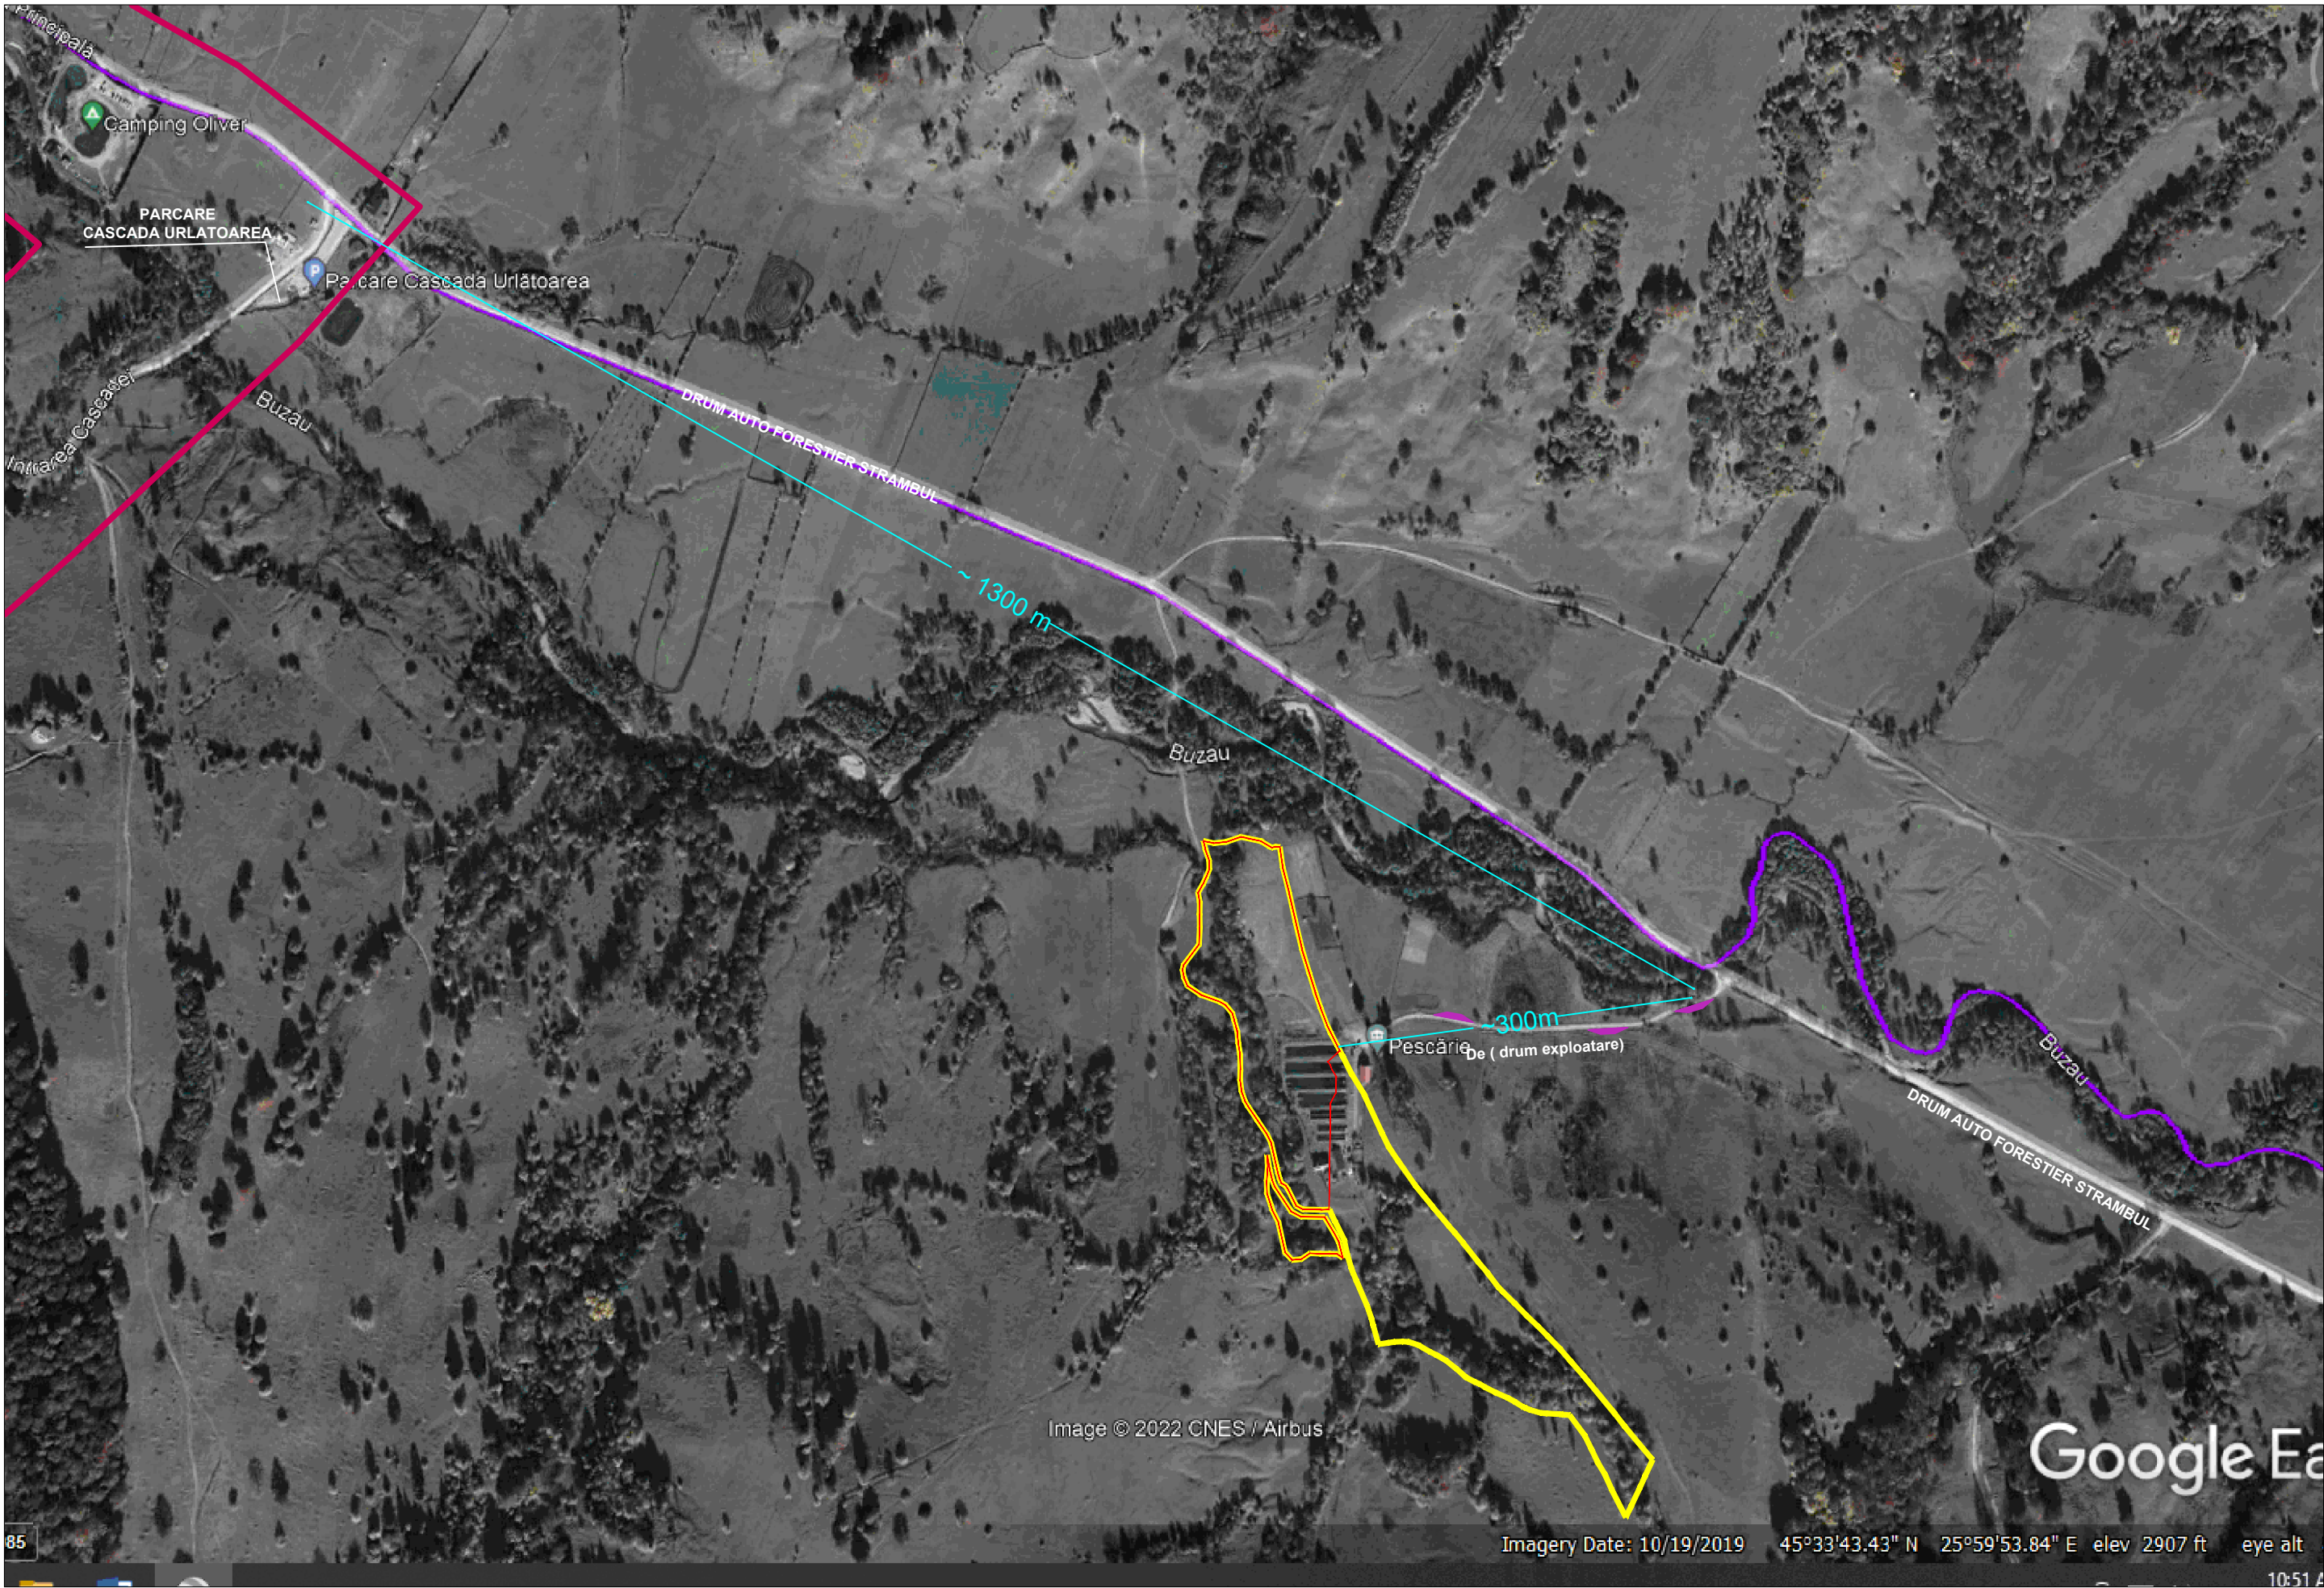 Principală
Camping Oliver
PARCARE
CASCADA URLATOAREA
Parcare Cascada Urlătoarea
Intrarea Cascadei
Buzau
DRUM AUTO FORESTIER STRAMBUL
~ 1300 m
Buzau
~300m
Pescărie
De ( drum exploatare)
Buzau
DRUM AUTO FORESTIER STRAMBUL
Image © 2022 CNES / Airbus
Google Ea
85
Imagery Date: 10/19/2019 45°33'43.43" N 25°59'53.84" E elev 2907 ft eye alt
10:51